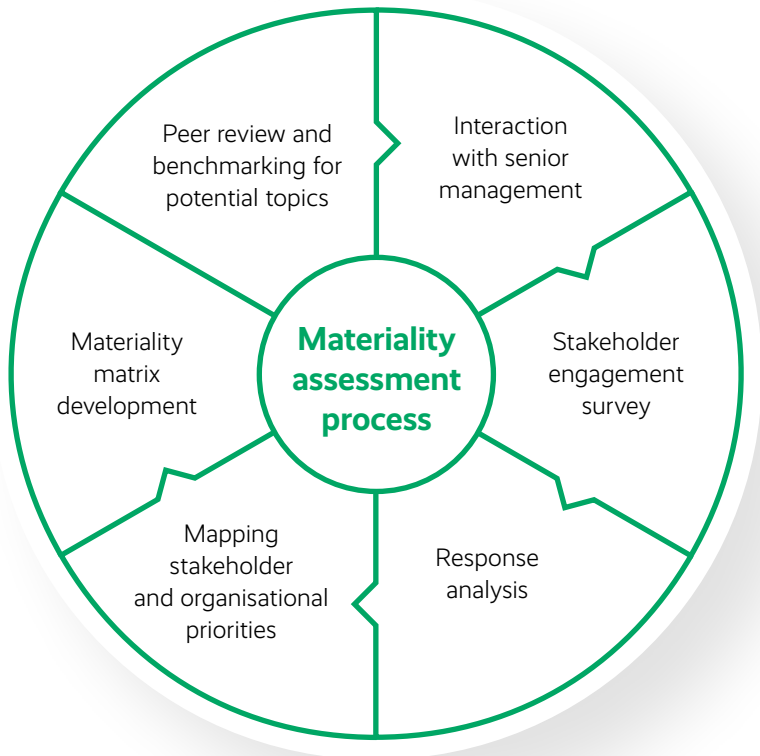 Peer review and
benchmarking for
potential topics
Interaction
with senior
management
Stakeholder
engagement
survey
Response
analysis
Mapping
stakeholder
and organisational
priorities
Materiality
matrix
development
Materiality
assessment
process